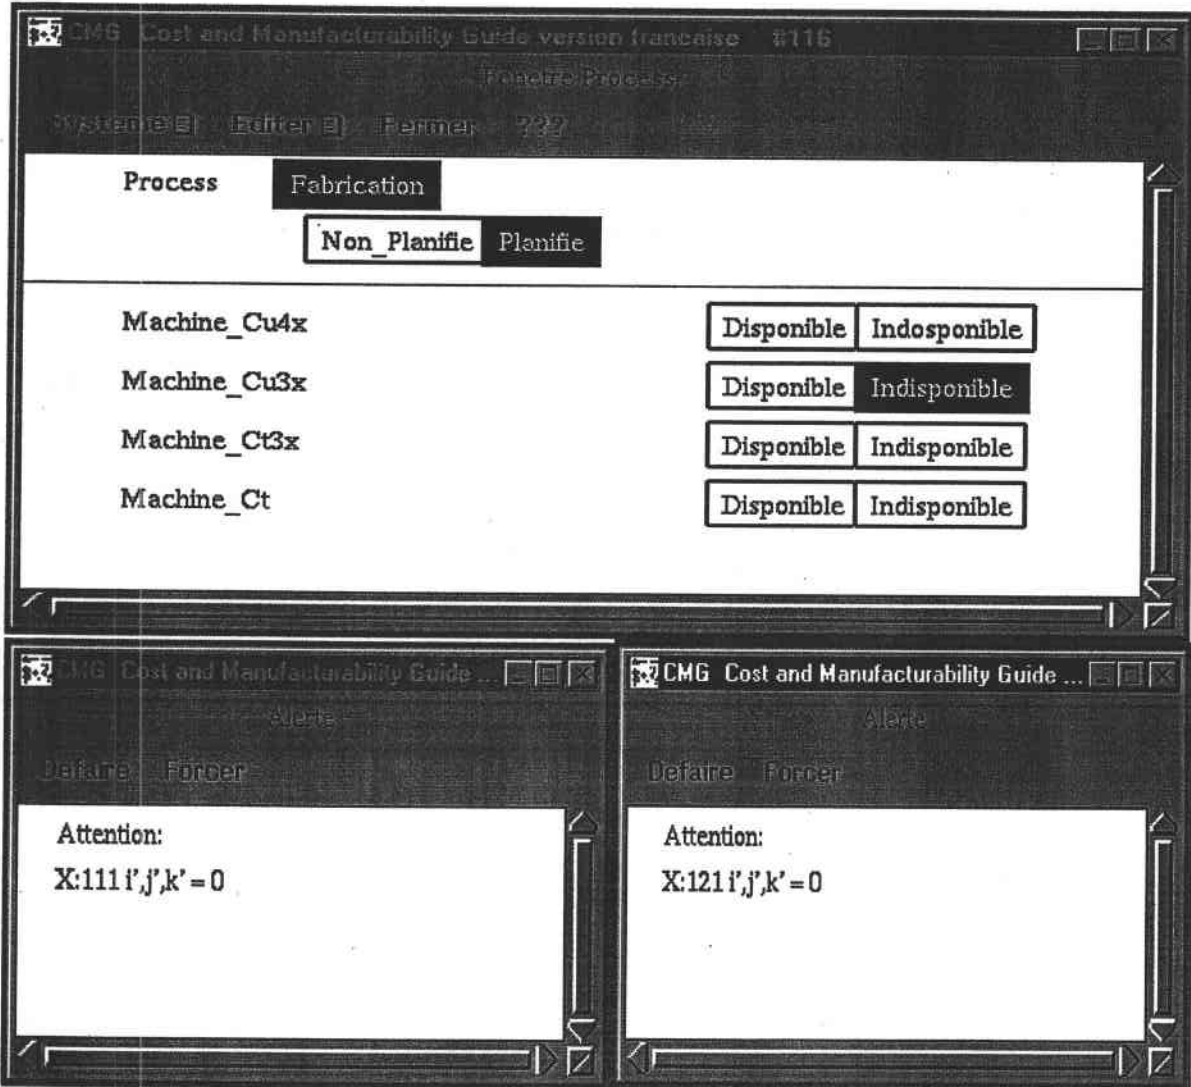 CMG Cost and Manufacturability Guide version francaise #116
Fenetre Process
Systeme Editer Fermer ???
Process Fabrication
Non_Planifie Planifie
Machine_Cu4x Disponible Indosponible
Machine_Cu3x Disponible Indisponible
Machine_Ct3x Disponible Indisponible
Machine_Ct Disponible Indisponible
CMG Cost and Manufacturability Guide ...
Alerte
Defaire Forcer
Attention:
X:111 i',j',k' = 0
CMG Cost and Manufacturability Guide ...
Alerte
Defaire Forcer
Attention:
X:121 i',j',k' = 0